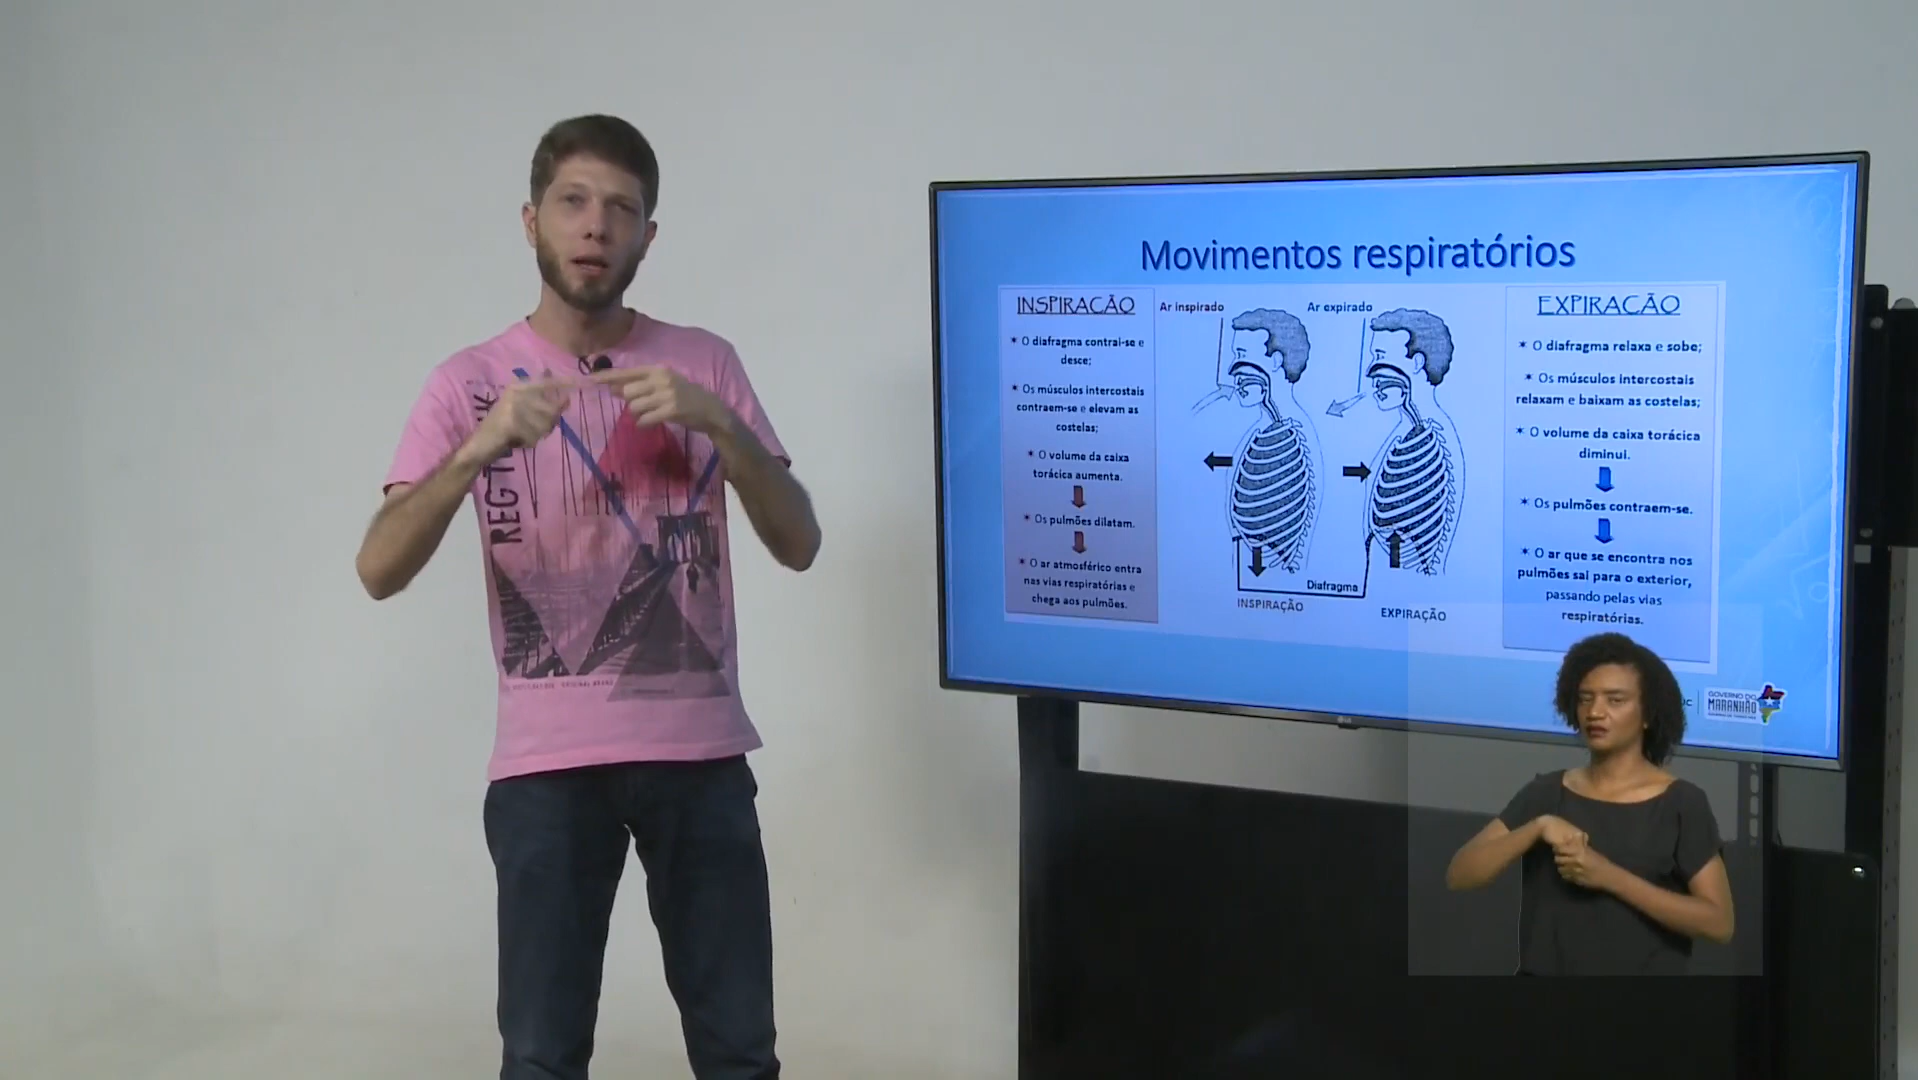 Movimentos respiratórios
INSPIRAÇÃO
✶ O diafragma contrai-se e
desce;
✶ Os músculos intercostais
contraem-se e elevam as
costelas;
✶ O volume da caixa
torácica aumenta.
✶ Os pulmões dilatam.
✶ O ar atmosférico entra
nas vias respiratórias e
chega aos pulmões.
Ar inspirado
Ar expirado
Diafragma
INSPIRAÇÃO
EXPIRAÇÃO
EXPIRAÇÃO
✶ O diafragma relaxa e sobe;
✶ Os músculos intercostais
relaxam e baixam as costelas;
✶ O volume da caixa torácica
diminui.
✶ Os pulmões contraem-se.
✶ O ar que se encontra nos
pulmões sai para o exterior,
passando pelas vias
respiratórias.
GOVERNO DO
MARANHÃO
LG
REG T